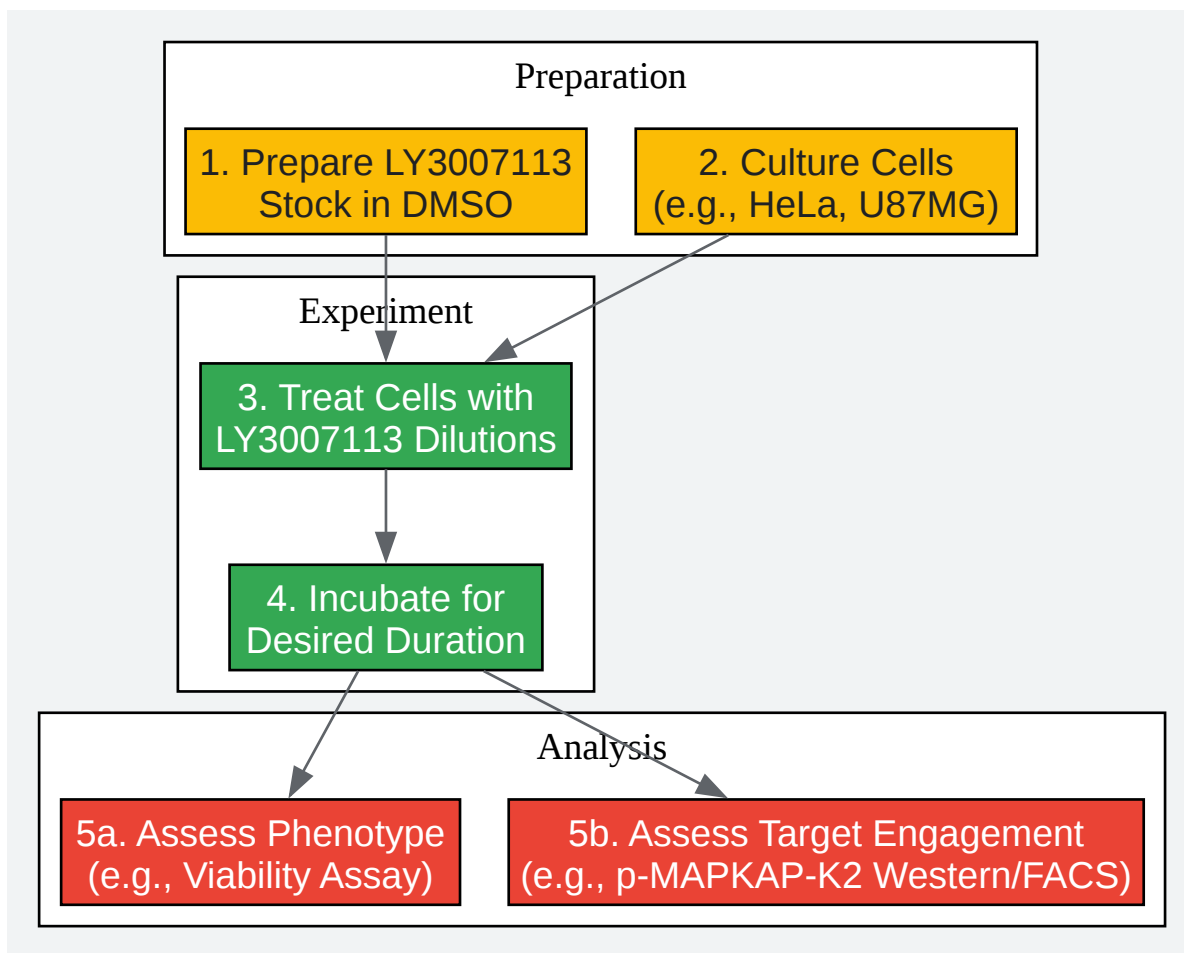 Preparation
1. Prepare LY3007113
Stock in DMSO
2. Culture Cells
(e.g., HeLa, U87MG)
Experiment
3. Treat Cells with
LY3007113 Dilutions
4. Incubate for
Desired Duration
Analysis
5a. Assess Phenotype
(e.g., Viability Assay)
5b. Assess Target Engagement
(e.g., p-MAPKAP-K2 Western/FACS)